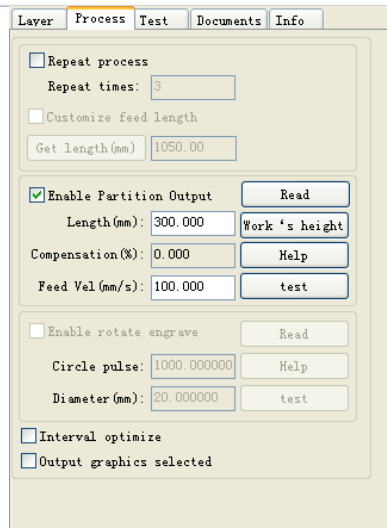 Layer Process Test Documents Info
Repeat process
Repeat times: 3
Customize feed length
Get length(mm) 1050.00
Enable Partition Output Read
Length(mm): 300.000 Work‘s height
Compensation(%): 0.000 Help
Feed Vel(mm/s): 100.000 test
Enable rotate engrave Read
Circle pulse: 1000.000000 Help
Diameter(mm): 20.000000 test
Interval optimize
Output graphics selected